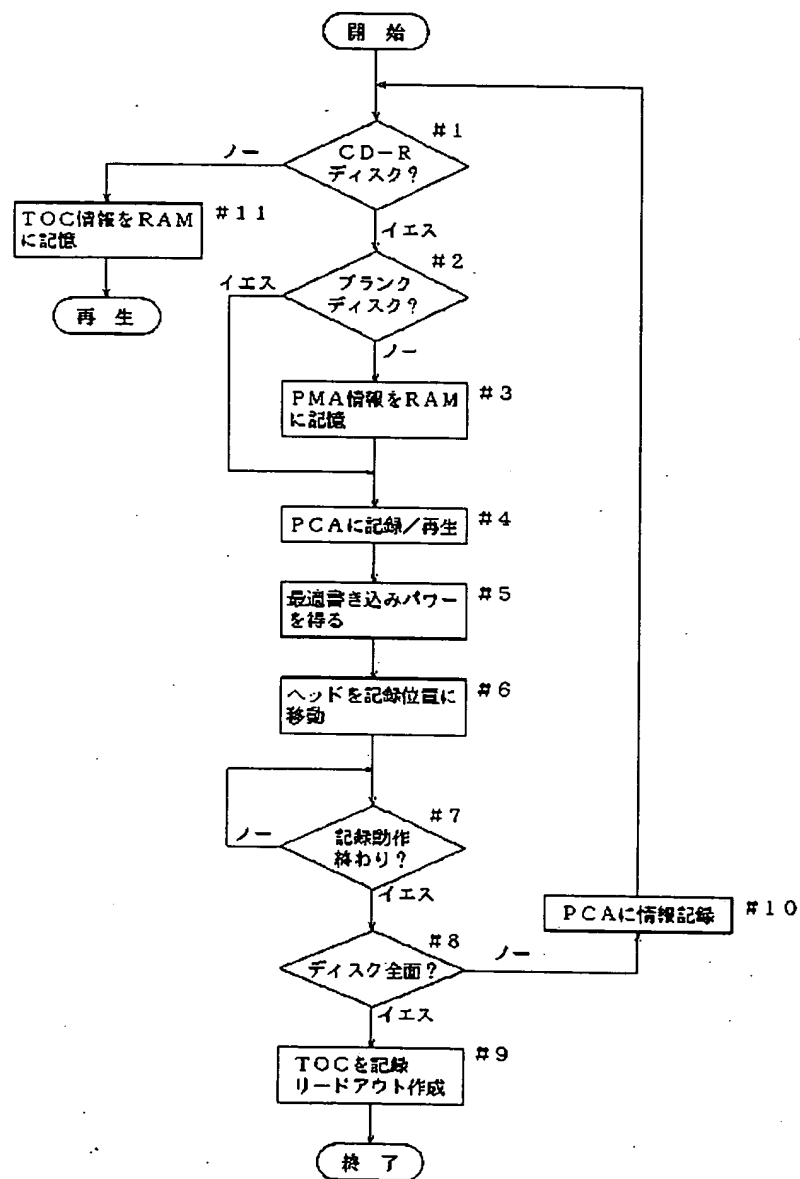 開始
#1
CD-R
ディスク?
ノー
イエス
TOC情報をRAM
に記憶
#11
再生
#2
ブランク
ディスク?
イエス
ノー
PMA情報をRAM
に記憶
#3
PCAに記録/再生
#4
最適書き込みパワー
を得る
#5
ヘッドを記録位置に
移動
#6
#7
記録動作
終わり?
ノー
イエス
PCAに情報記録
#10
#8
ディスク全面?
ノー
イエス
TOCを記録
リードアウト作成
#9
終了